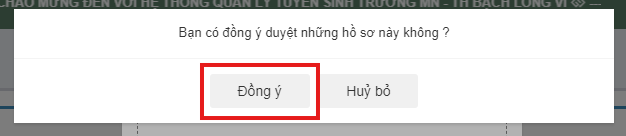 CHÀO MỪNG ĐẾN VỚI HỆ THỐNG QUẢN LÝ TUYỂN SINH TRƯỜNG MN - TH BẠCH LONG VĨ
Bạn có đồng ý duyệt những hồ sơ này không ?
Đồng ý Huỷ bỏ